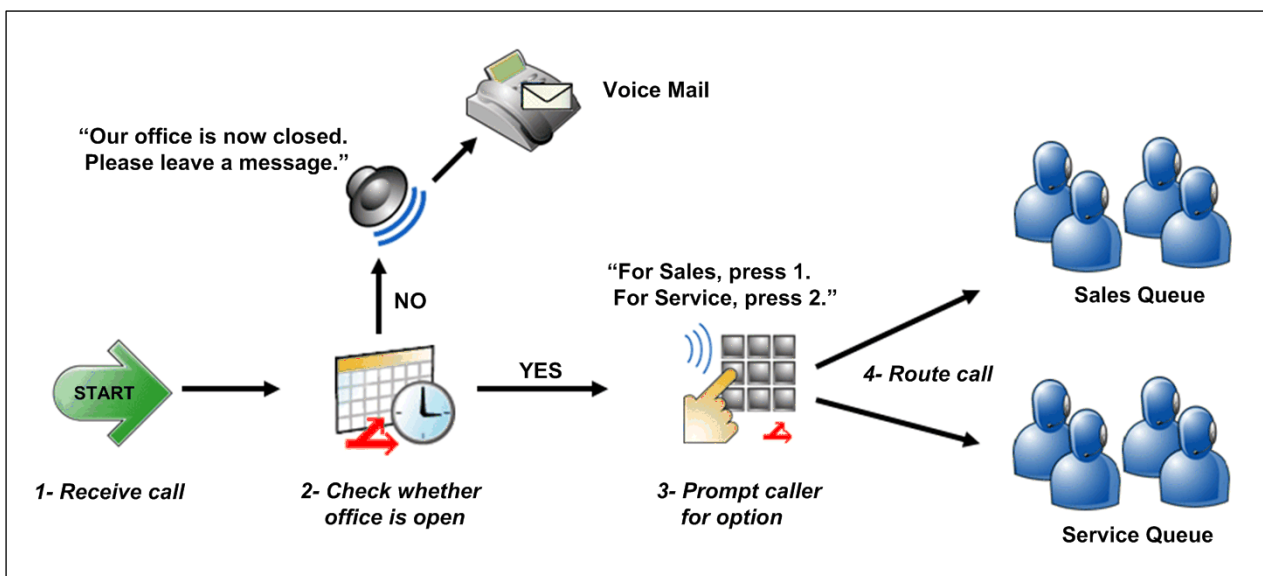 Voice Mail
“Our office is now closed.
Please leave a message.”
NO
“For Sales, press 1.
For Service, press 2.”
Sales Queue
START
YES
4- Route call
1- Receive call
2- Check whether
office is open
3- Prompt caller
for option
Service Queue